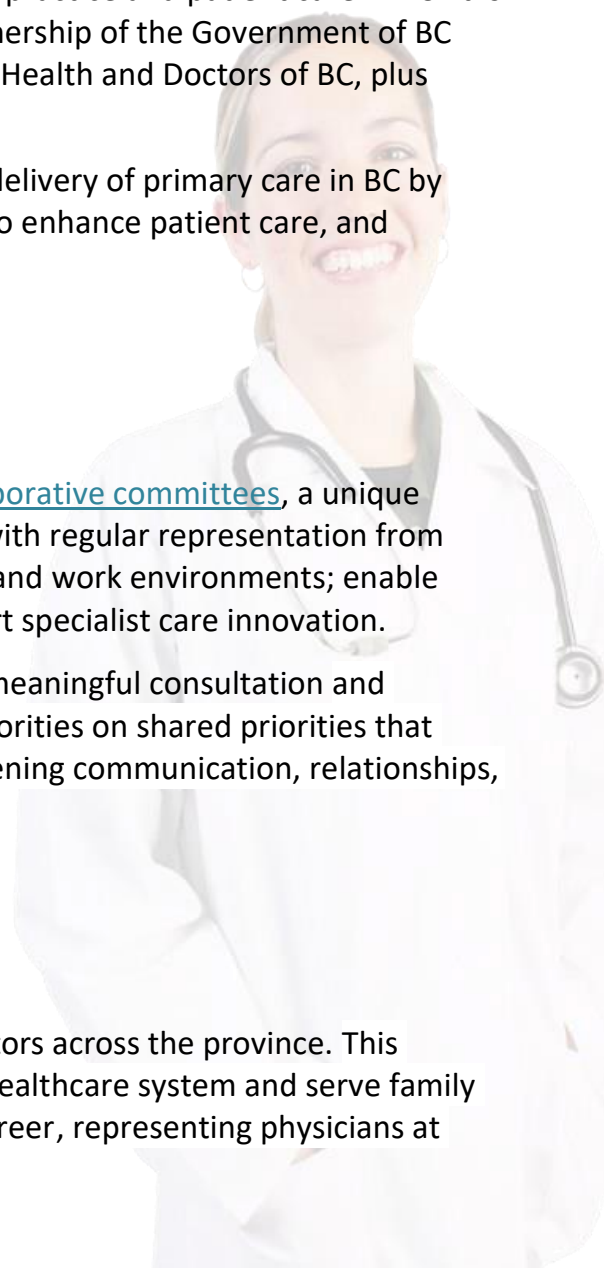 nership of the Government of BC
Health and Doctors of BC, plus
delivery of primary care in BC by
o enhance patient care, and
borative committees, a unique
vith regular representation from
and work environments; enable
rt specialist care innovation.
meaningful consultation and
orities on shared priorities that
ening communication, relationships,
tors across the province. This
ealthcare system and serve family
reer, representing physicians at